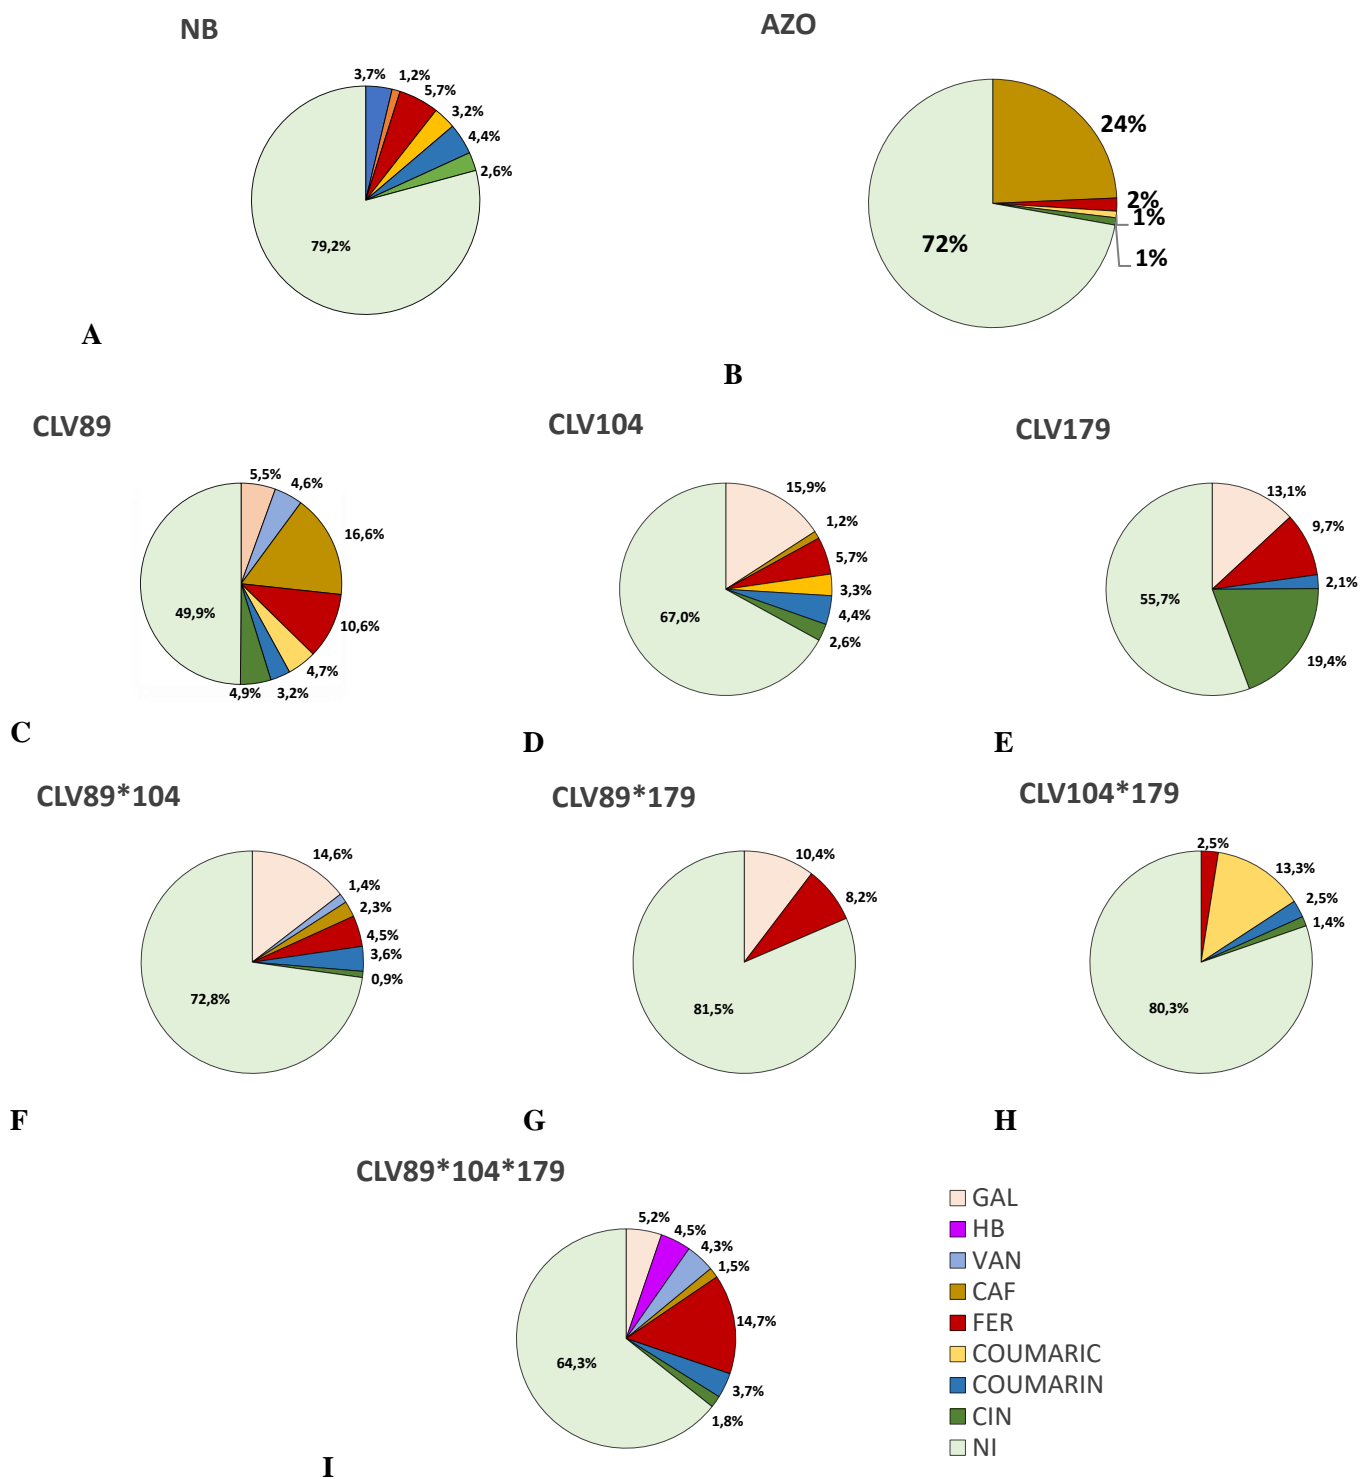 NB
3,7%
1,2%
5,7%
3,2%
4,4%
2,6%
79,2%
A
AZO
24%
2%
1%
1%
72%
B
CLV89
5,5%
4,6%
16,6%
10,6%
4,7%
3,2%
4,9%
49,9%
C
CLV104
15,9%
1,2%
5,7%
3,3%
4,4%
2,6%
67,0%
D
CLV179
13,1%
9,7%
2,1%
19,4%
55,7%
E
CLV89*104
14,6%
1,4%
2,3%
4,5%
3,6%
0,9%
72,8%
F
CLV89*179
10,4%
8,2%
81,5%
G
CLV104*179
2,5%
13,3%
2,5%
1,4%
80,3%
H
CLV89*104*179
5,2%
4,5%
4,3%
1,5%
14,7%
3,7%
1,8%
64,3%
I
GAL
HB
VAN
CAF
FER
COUMARIC
COUMARIN
CIN
NI